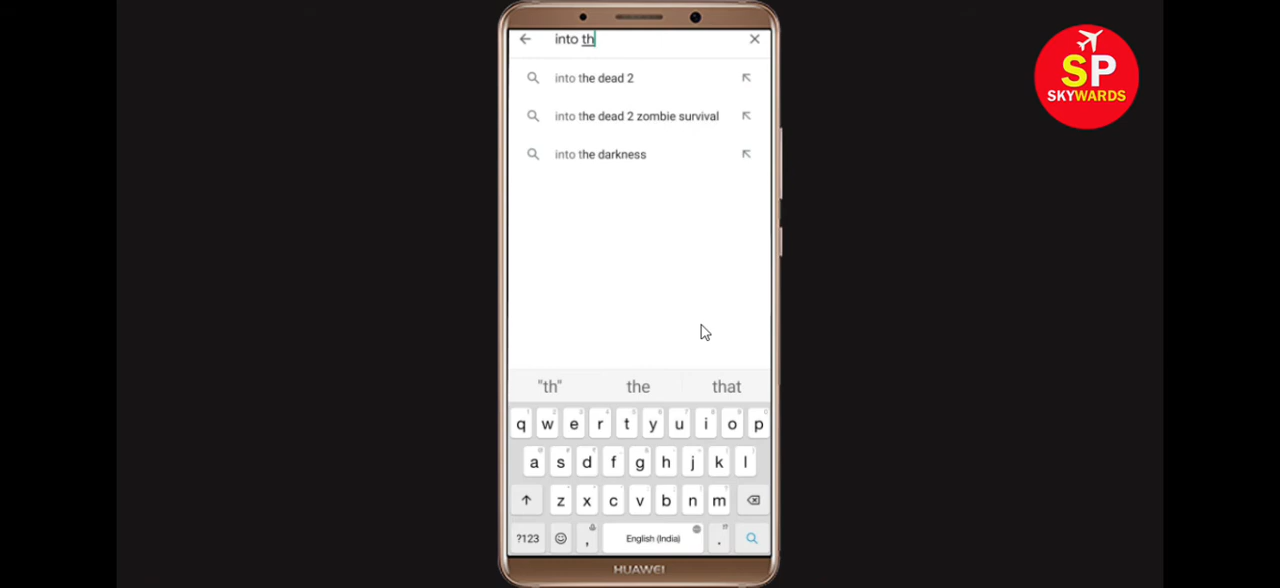 into th
into the dead 2
into the dead 2 zombie survival
into the darkness
"th" the that
q w e r t y u i o p
a s d f g h j k l
z x c v b n m
?123 , English (India) .
HUAWEI
SP
SKYWARDS